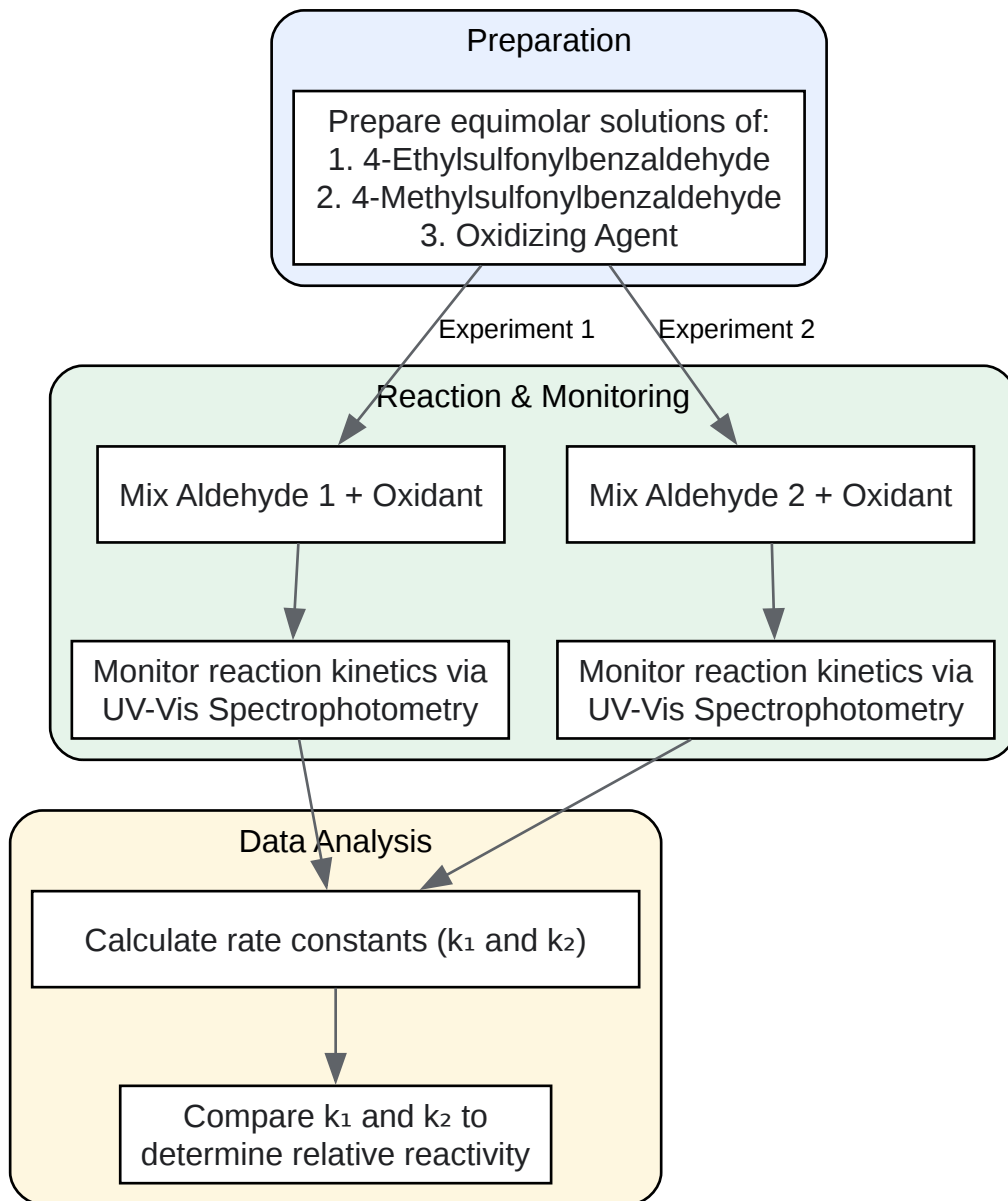 Preparation
Prepare equimolar solutions of:
1. 4-Ethylsulfonylbenzaldehyde
2. 4-Methylsulfonylbenzaldehyde
3. Oxidizing Agent
Experiment 1
Experiment 2
Reaction & Monitoring
Mix Aldehyde 1 + Oxidant
Mix Aldehyde 2 + Oxidant
Monitor reaction kinetics via
UV-Vis Spectrophotometry
Monitor reaction kinetics via
UV-Vis Spectrophotometry
Data Analysis
Calculate rate constants (k₁ and k₂)
Compare k₁ and k₂ to
determine relative reactivity